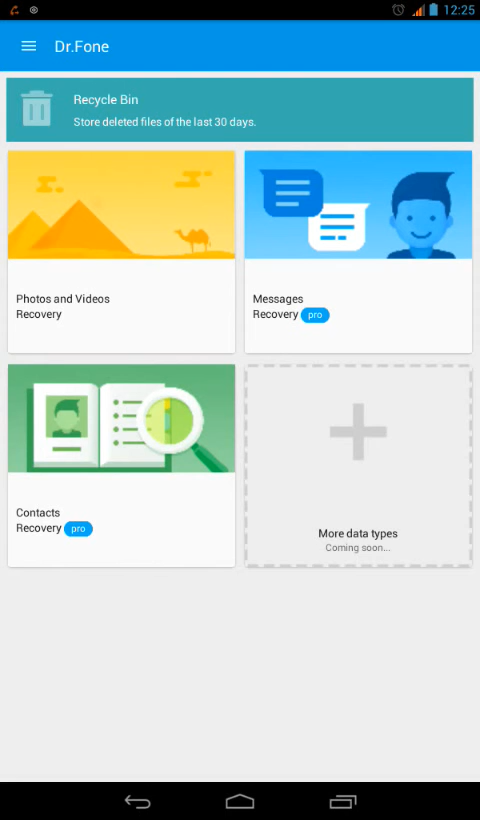 12:25
Dr.Fone
Recycle Bin
Store deleted files of the last 30 days.
Photos and Videos
Recovery
Messages
Recovery pro
Contacts
Recovery pro
More data types
Coming soon...